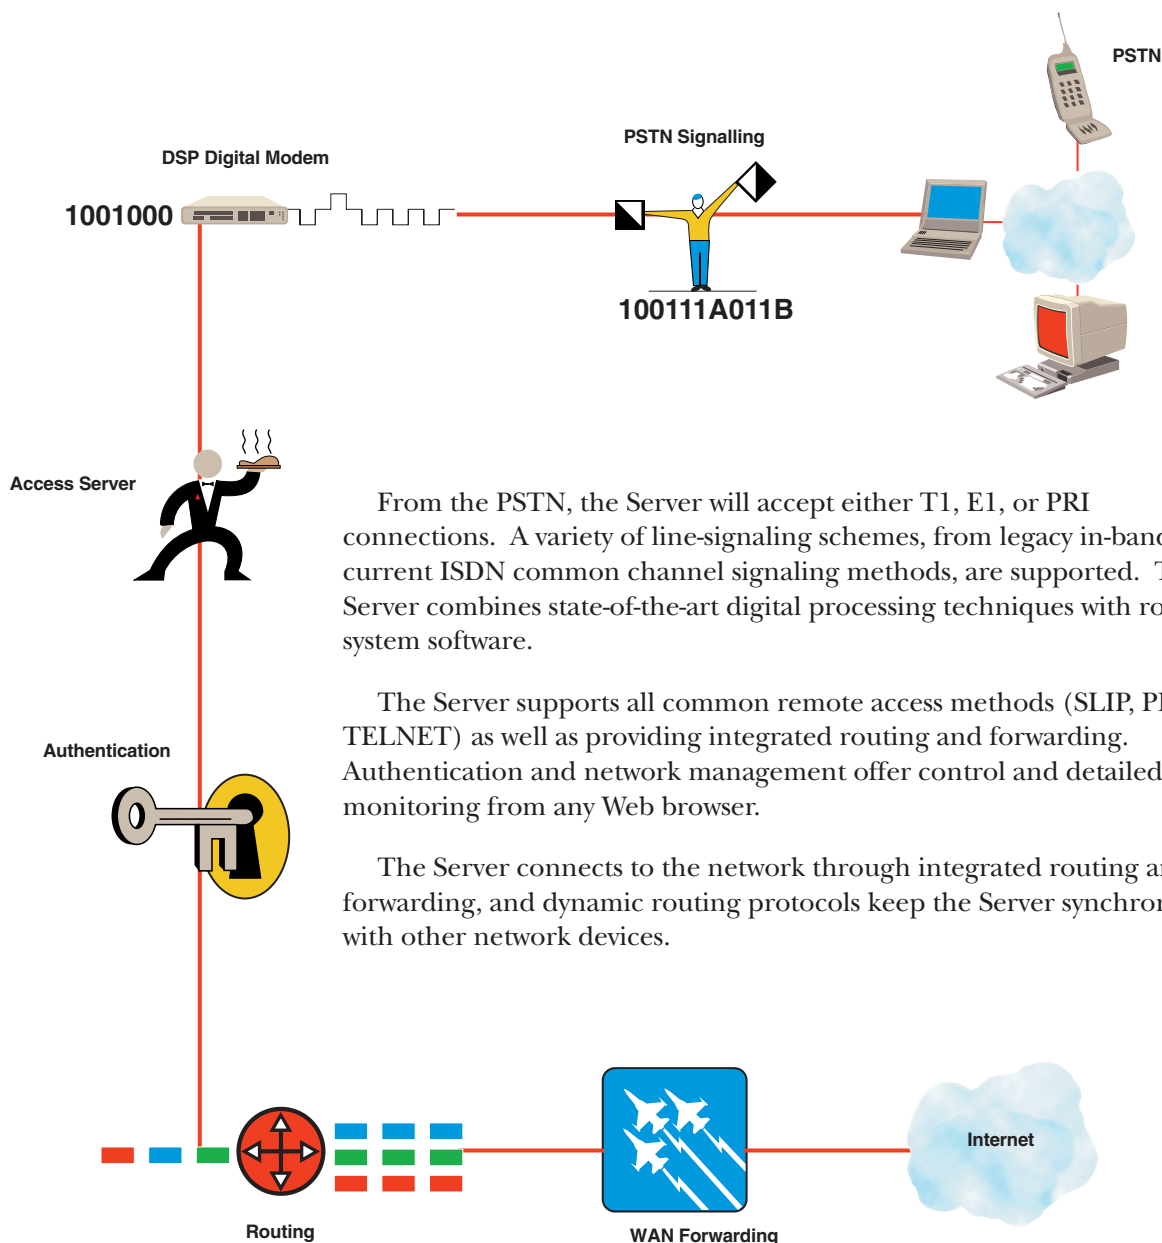 PSTN
PSTN Signalling
DSP Digital Modem
1001000
100111A011B
Access Server
From the PSTN, the Server will accept either T1, E1, or PRI
connections. A variety of line-signaling schemes, from legacy in-band
current ISDN common channel signaling methods, are supported.
Server combines state-of-the-art digital processing techniques with
system software.
The Server supports all common remote access methods (SLIP,
TELNET) as well as providing integrated routing and forwarding.
Authentication and network management offer control and detailed
monitoring from any Web browser.
Authentication
The Server connects to the network through integrated routing
forwarding, and dynamic routing protocols keep the Server
with other network devices.
Internet
Routing
WAN Forwarding